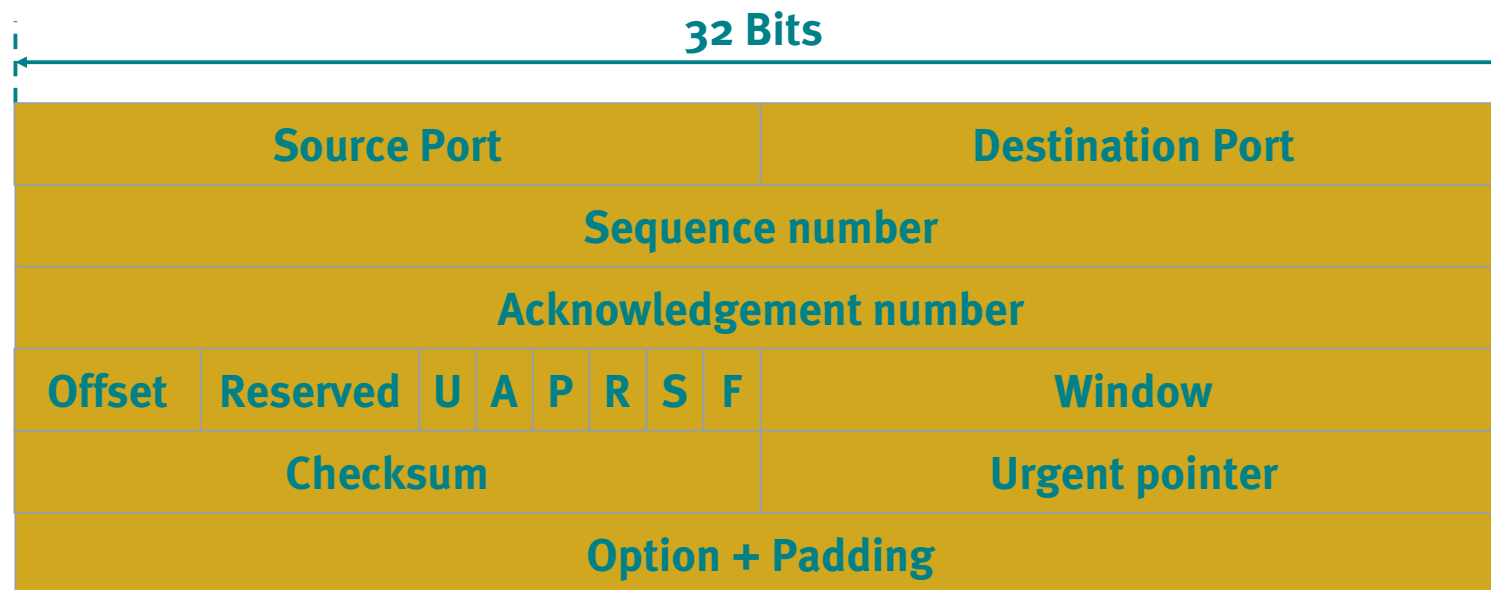 32 Bits
Source Port Destination Port
Sequence number
Acknowledgement number
Offset Reserved U A P R S F Window
Checksum Urgent pointer
Option + Padding